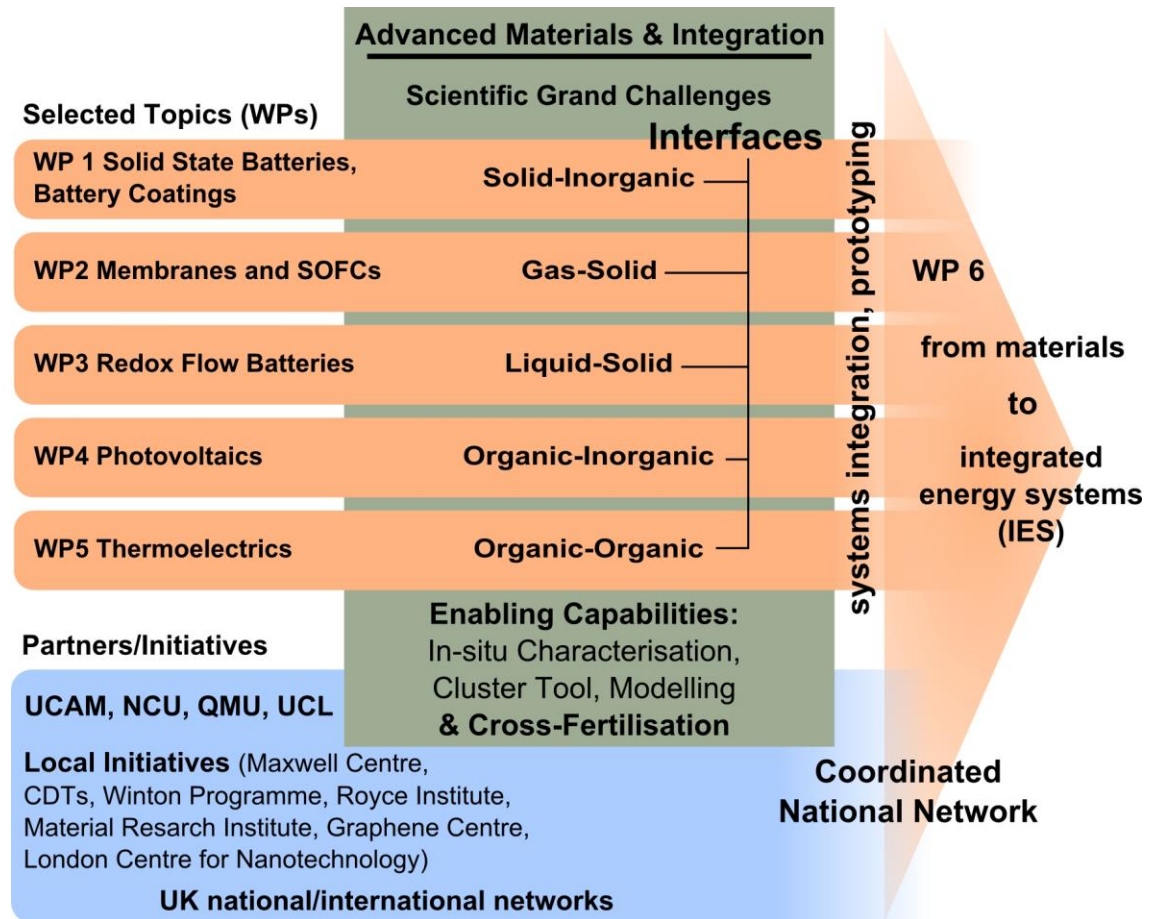 Advanced Materials & Integration
Scientific Grand Challenges
Interfaces
Selected Topics (WPs)
WP 1 Solid State Batteries,
Battery Coatings
Solid-Inorganic
WP2 Membranes and SOFCs
Gas-Solid
WP3 Redox Flow Batteries
Liquid-Solid
WP4 Photovoltaics
Organic-Inorganic
WP5 Thermoelectrics
Organic-Organic
systems integration, prototyping
WP 6
from materials
to
integrated
energy systems
(IES)
Enabling Capabilities:
In-situ Characterisation,
Cluster Tool, Modelling
& Cross-Fertilisation
Partners/Initiatives
UCAM, NCU, QMU, UCL
Local Initiatives (Maxwell Centre,
CDTs, Winton Programme, Royce Institute,
Material Resarch Institute, Graphene Centre,
London Centre for Nanotechnology)
UK national/international networks
Coordinated
National Network